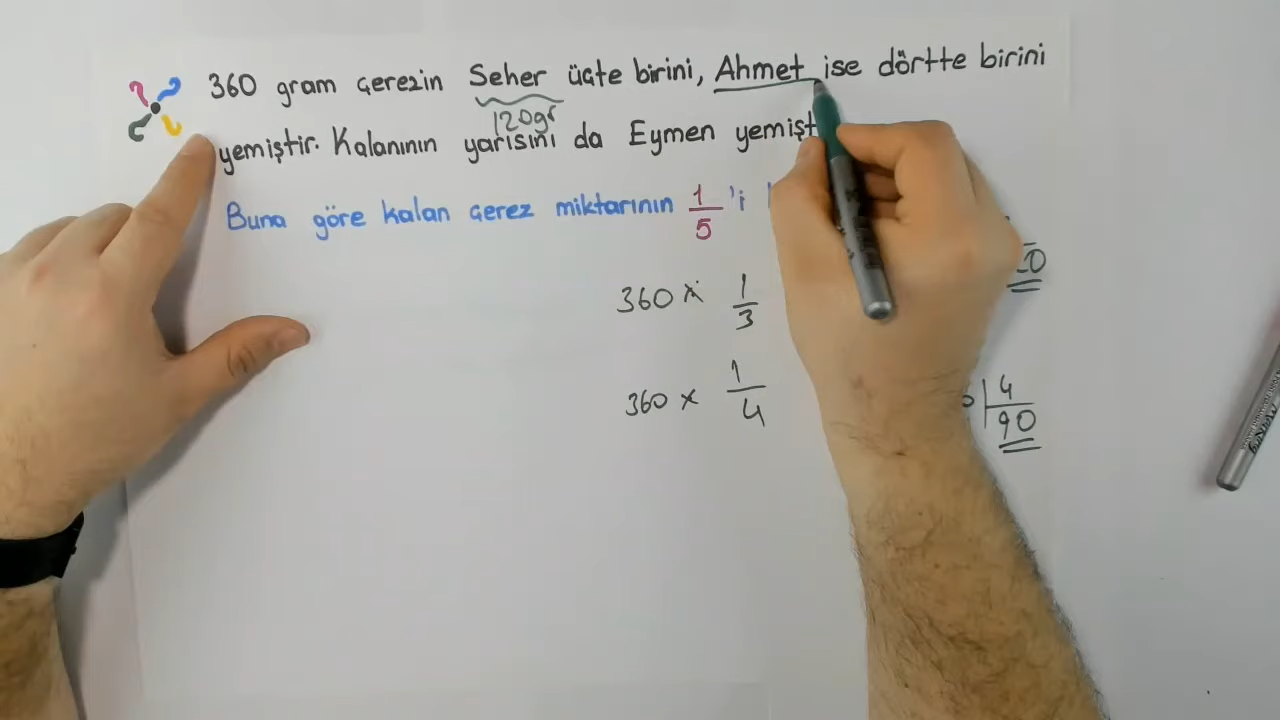 360 gram çerezin Seher üçte birini, Ahmet ise dörtte birini
120gr
yemiştir. Kalanının yarısını da Eymen yemişt
Buna göre kalan çerez miktarının 1/5 'i
360 x 1/3
20
360 x 1/4
4
90